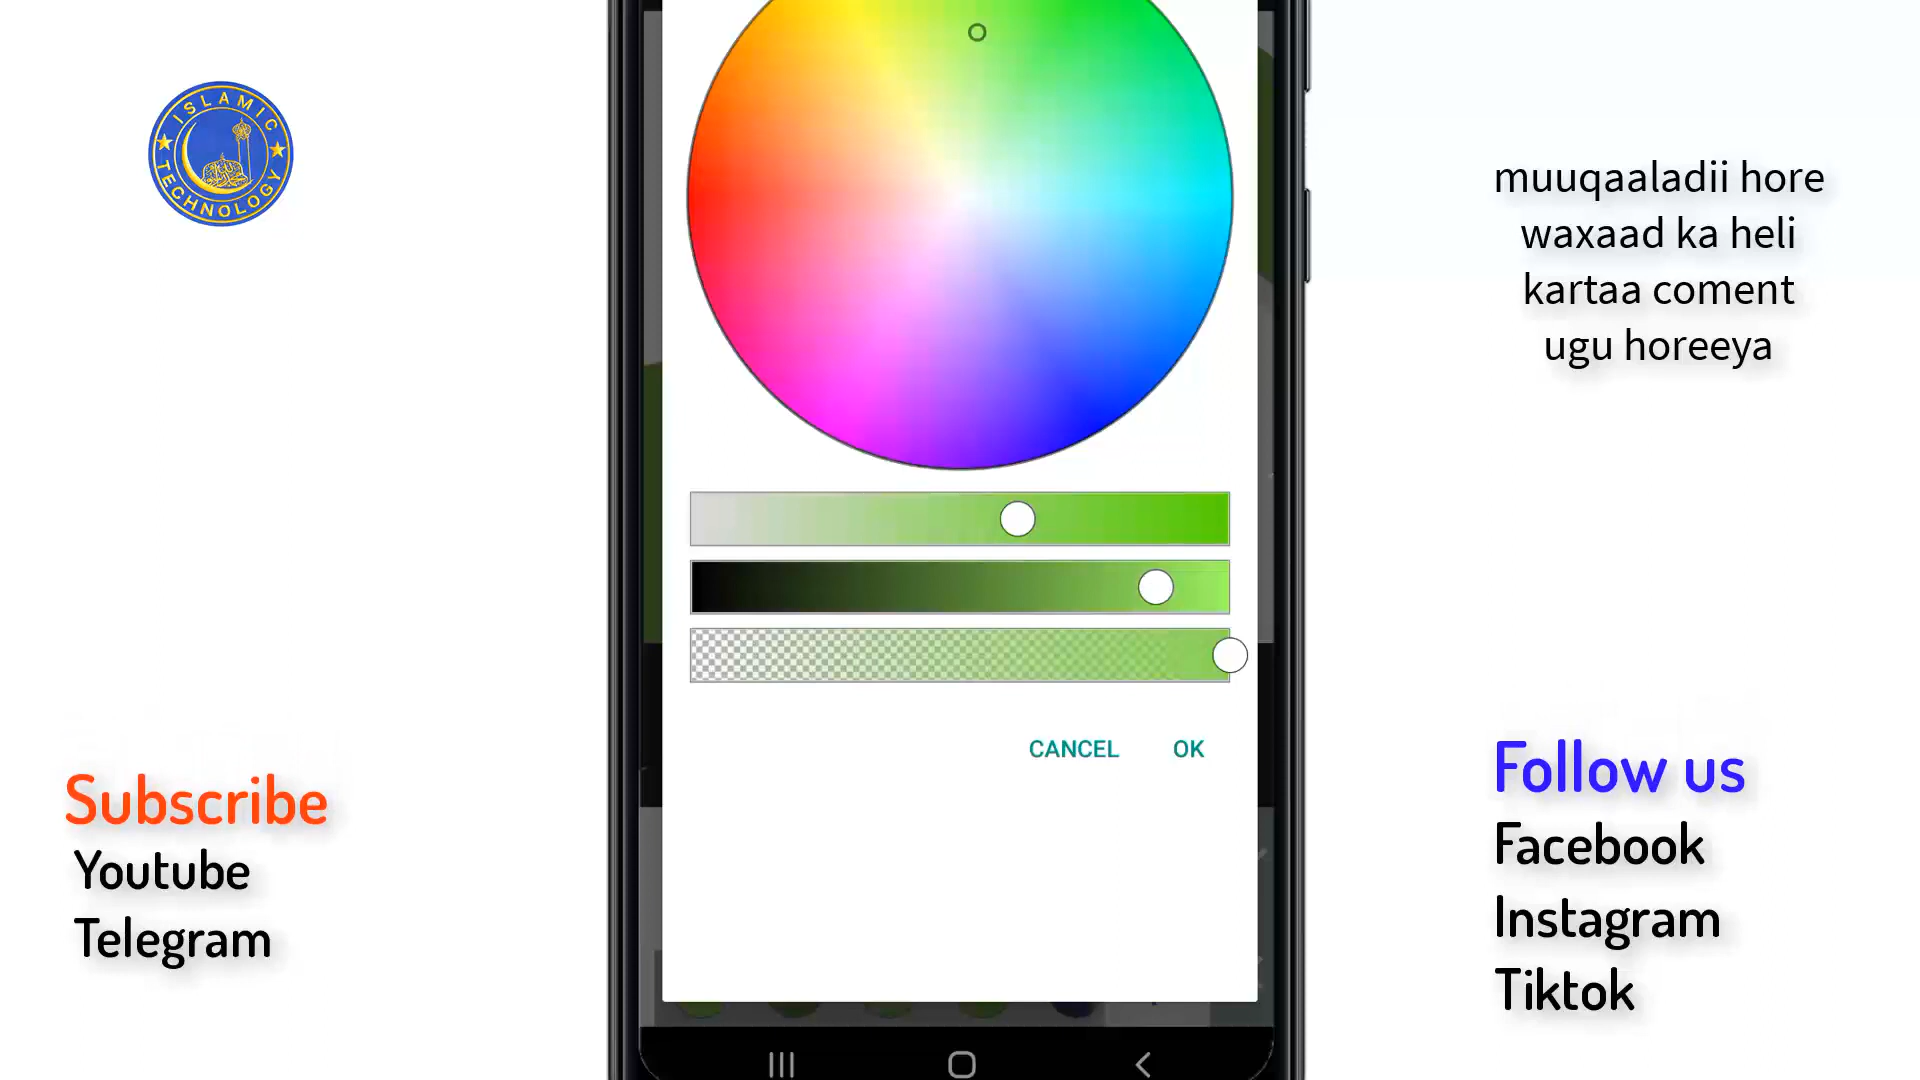 ISLAMIC
TECHNOLOGY
muuqaaladii hore
waxaad ka heli
kartaa coment
ugu horeeya
CANCEL OK
Subscribe
Youtube
Telegram
Follow us
Facebook
Instagram
Tiktok